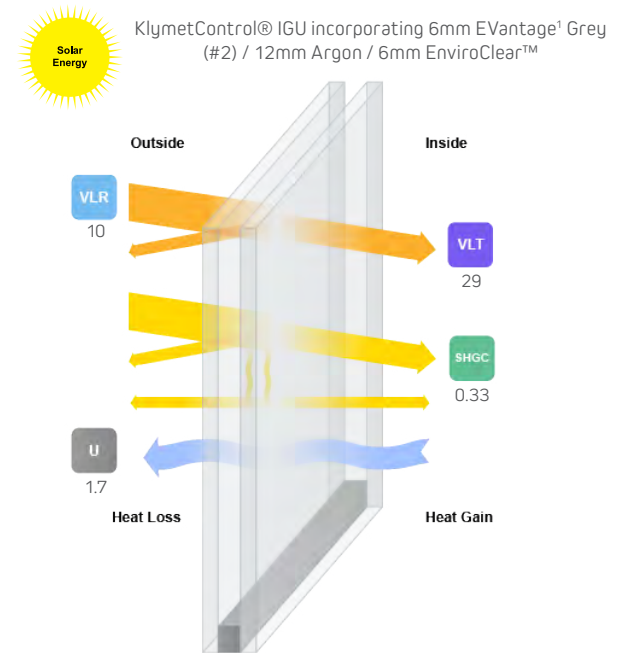 KlymetControl® IGU incorporating 6mm EVantage¹ Grey
(#2) / 12mm Argon / 6mm EnviroClear™
Solar
Energy
Outside
Inside
VLR
10
VLT
29
SHGC
0.33
U
1.7
Heat Loss
Heat Gain